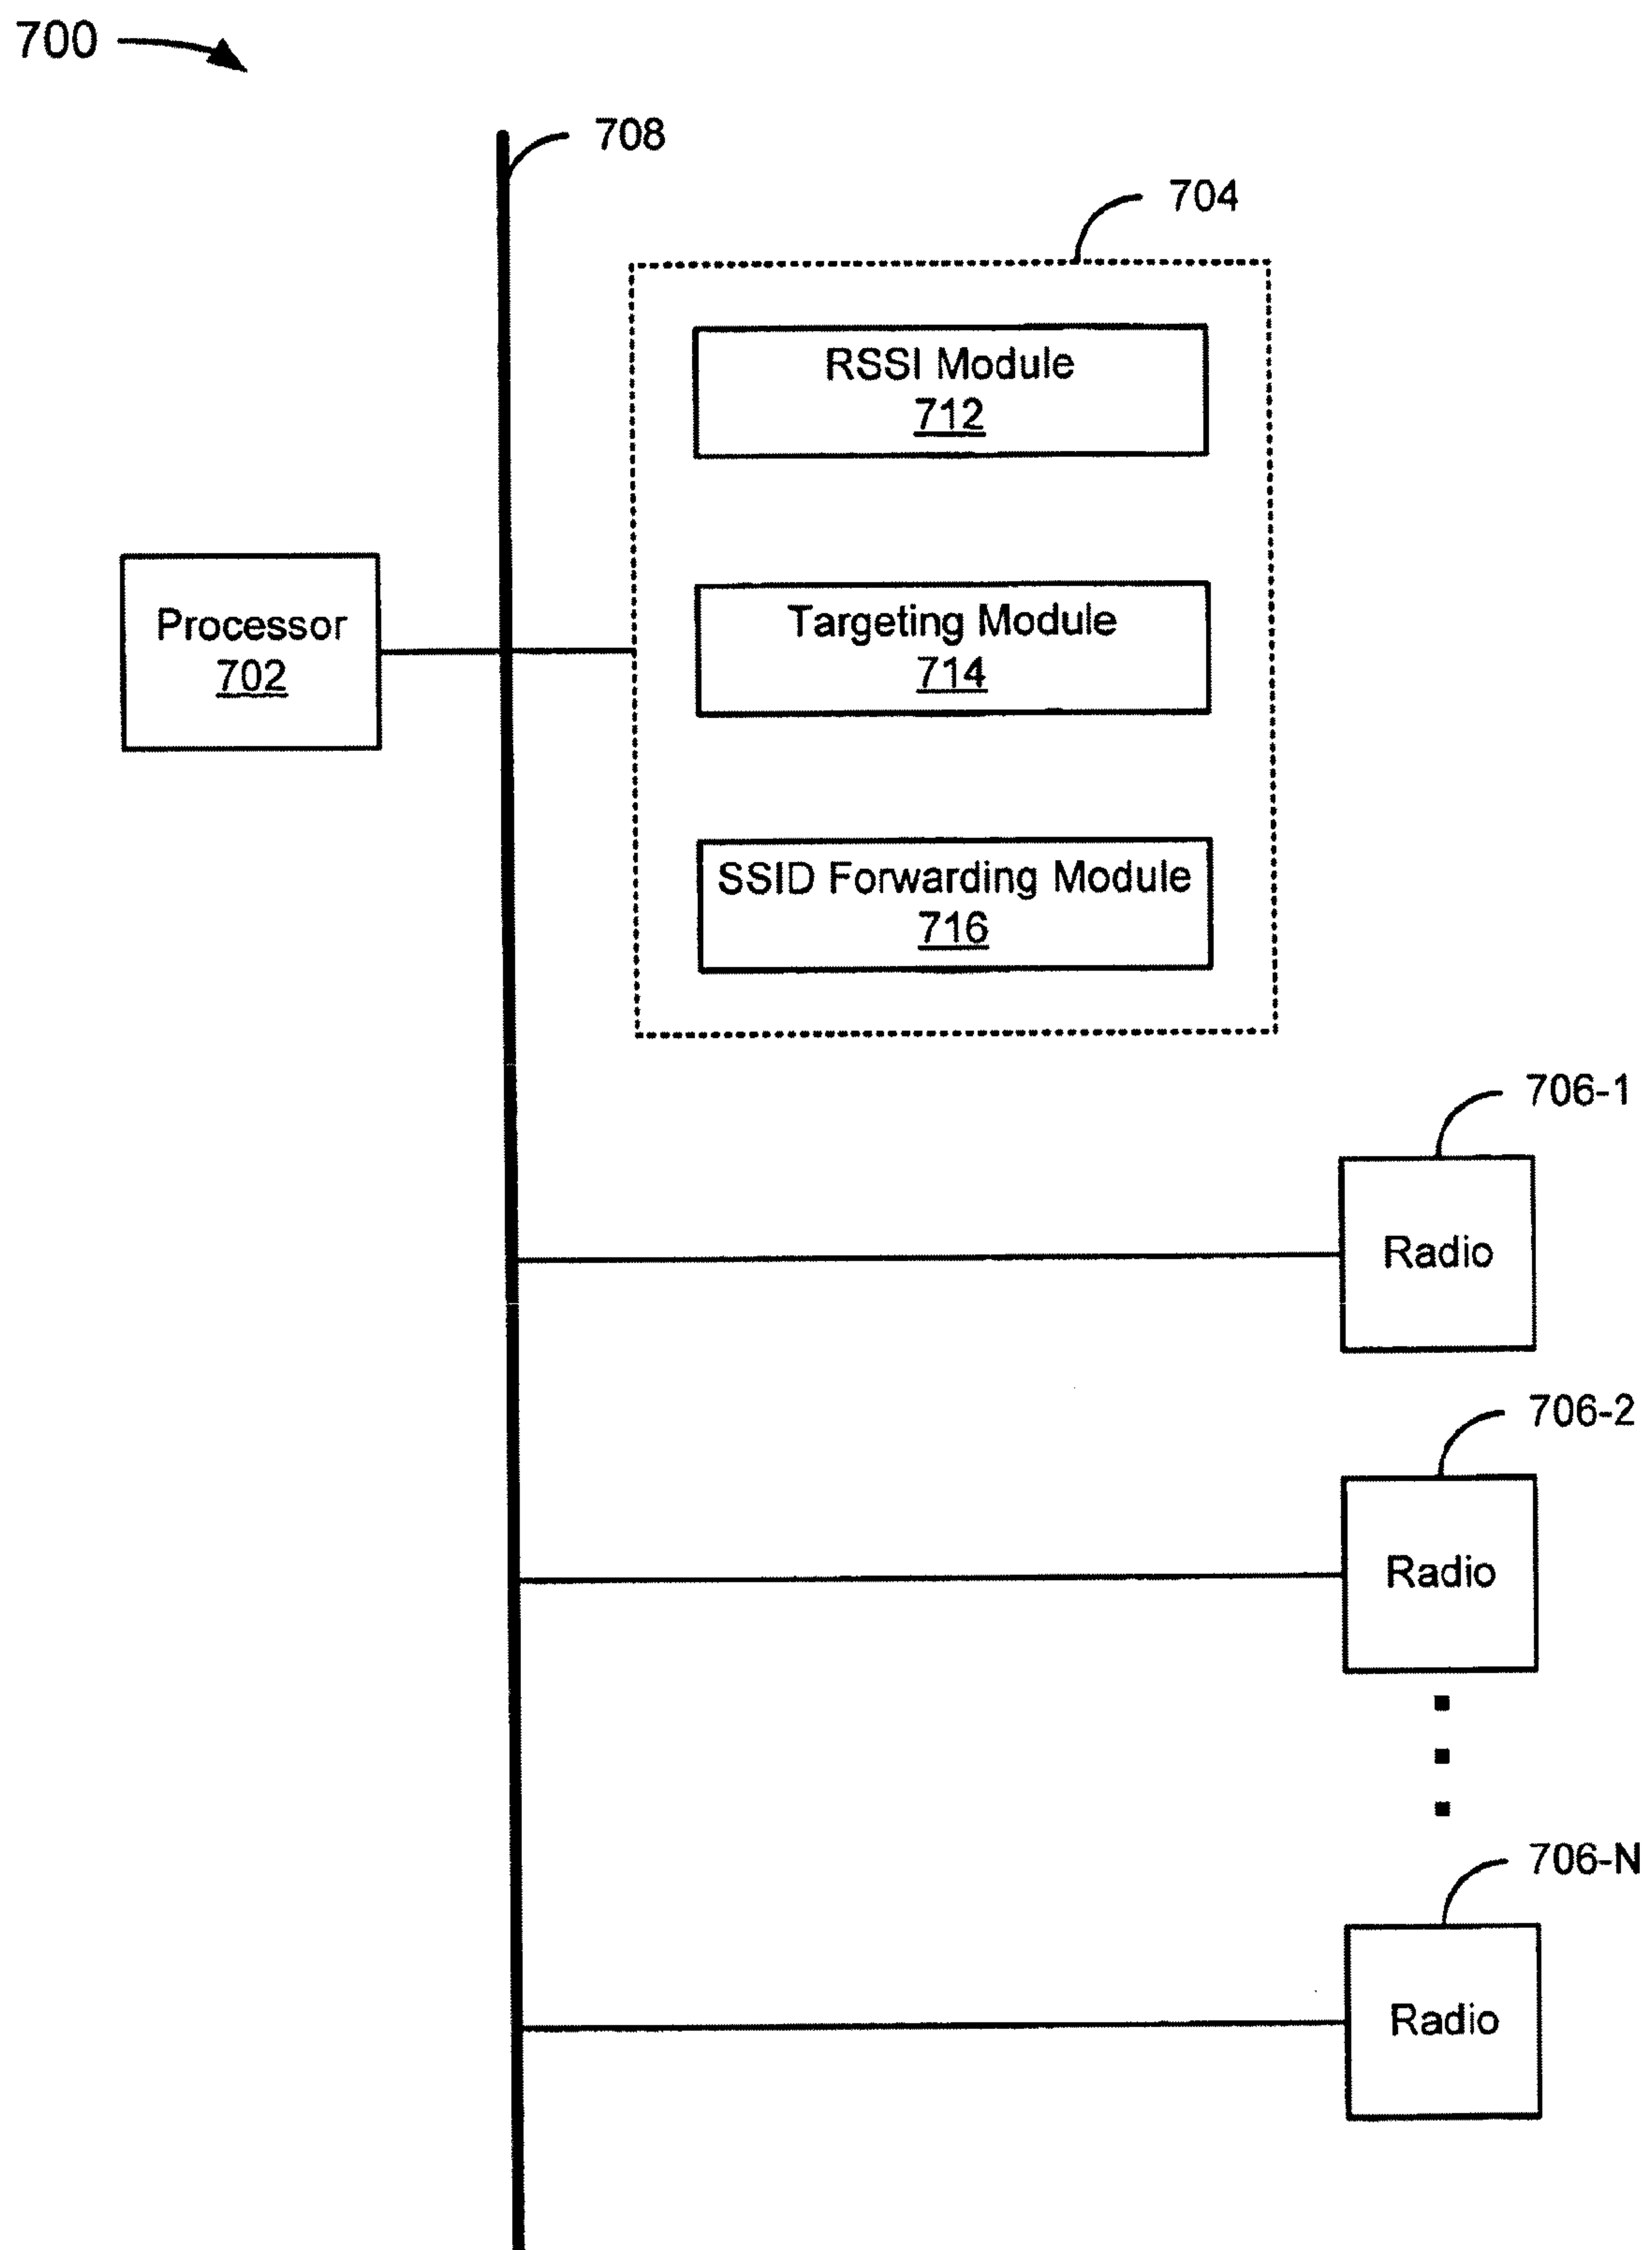 700
708
704
RSSI Module
712
Targeting Module
714
Processor
702
SSID Forwarding Module
716
706-1
Radio
706-2
Radio
706-N
Radio